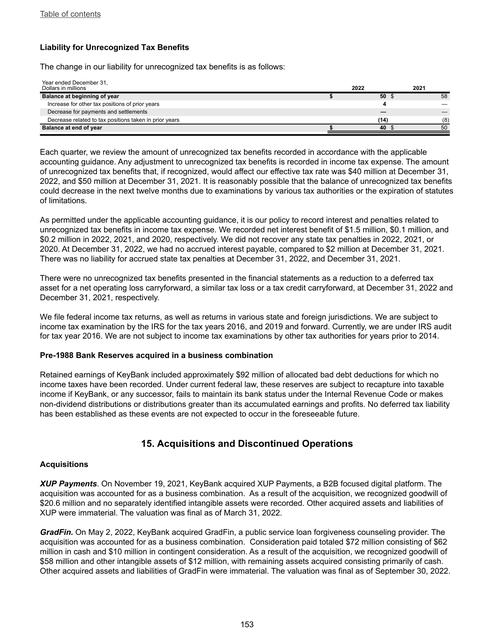 Table of contents
Liability for Unrecognized Tax Benefits
The change in our liability for unrecognized tax benefits is as follows:
Year ended December 31,
Dollars in millions 2022 2021
Balance at beginning of year $ 50 $ 58
Increase for other tax positions of prior years 4 —
Decrease for payments and settlements — —
Decrease related to tax positions taken in prior years (14) (8)
Balance at end of year $ 40 $ 50
Each quarter, we review the amount of unrecognized tax benefits recorded in accordance with the applicable
accounting guidance. Any adjustment to unrecognized tax benefits is recorded in income tax expense. The amount
of unrecognized tax benefits that, if recognized, would affect our effective tax rate was $40 million at December 31,
2022, and $50 million at December 31, 2021. It is reasonably possible that the balance of unrecognized tax benefits
could decrease in the next twelve months due to examinations by various tax authorities or the expiration of statutes
of limitations.
As permitted under the applicable accounting guidance, it is our policy to record interest and penalties related to
unrecognized tax benefits in income tax expense. We recorded net interest benefit of $1.5 million, $0.1 million, and
$0.2 million in 2022, 2021, and 2020, respectively. We did not recover any state tax penalties in 2022, 2021, or
2020. At December 31, 2022, we had no accrued interest payable, compared to $2 million at December 31, 2021.
There was no liability for accrued state tax penalties at December 31, 2022, and December 31, 2021.
There were no unrecognized tax benefits presented in the financial statements as a reduction to a deferred tax
asset for a net operating loss carryforward, a similar tax loss or a tax credit carryforward, at December 31, 2022 and
December 31, 2021, respectively.
We file federal income tax returns, as well as returns in various state and foreign jurisdictions. We are subject to
income tax examination by the IRS for the tax years 2016, and 2019 and forward. Currently, we are under IRS audit
for tax year 2016. We are not subject to income tax examinations by other tax authorities for years prior to 2014.
Pre-1988 Bank Reserves acquired in a business combination
Retained earnings of KeyBank included approximately $92 million of allocated bad debt deductions for which no
income taxes have been recorded. Under current federal law, these reserves are subject to recapture into taxable
income if KeyBank, or any successor, fails to maintain its bank status under the Internal Revenue Code or makes
non-dividend distributions or distributions greater than its accumulated earnings and profits. No deferred tax liability
has been established as these events are not expected to occur in the foreseeable future.
15. Acquisitions and Discontinued Operations
Acquisitions
XUP Payments. On November 19, 2021, KeyBank acquired XUP Payments, a B2B focused digital platform. The
acquisition was accounted for as a business combination. As a result of the acquisition, we recognized goodwill of
$20.6 million and no separately identified intangible assets were recorded. Other acquired assets and liabilities of
XUP were immaterial. The valuation was final as of March 31, 2022.
GradFin. On May 2, 2022, KeyBank acquired GradFin, a public service loan forgiveness counseling provider. The
acquisition was accounted for as a business combination. Consideration paid totaled $72 million consisting of $62
million in cash and $10 million in contingent consideration. As a result of the acquisition, we recognized goodwill of
$58 million and other intangible assets of $12 million, with remaining assets acquired consisting primarily of cash.
Other acquired assets and liabilities of GradFin were immaterial. The valuation was final as of September 30, 2022.
153